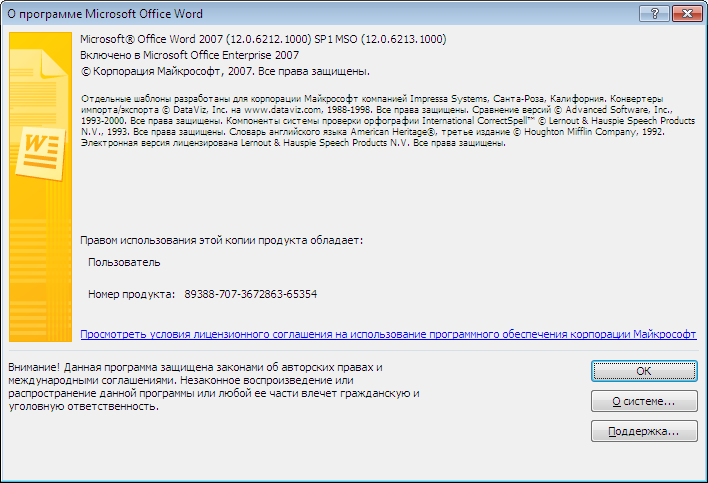 О программе Microsoft Office Word
Microsoft® Office Word 2007 (12.0.6212.1000) SP1 MSO (12.0.6213.1000)
Включено в Microsoft Office Enterprise 2007
© Корпорация Майкрософт, 2007. Все права защищены.
Отдельные шаблоны разработаны для корпорации Майкрософт компанией Impressa Systems, Санта-Роза, Калифорния. Конвертеры
импорта/экспорта © DataViz, Inc. на www.dataviz.com, 1988-1998. Все права защищены. Сравнение версий © Advanced Software, Inc.,
1993-2000. Все права защищены. Компоненты системы проверки орфографии International CorrectSpell™ © Lernout & Hauspie Speech Products
N.V., 1993. Все права защищены. Словарь английского языка American Heritage®, третье издание © Houghton Mifflin Company, 1992.
Электронная версия лицензирована Lernout & Hauspie Speech Products N.V. Все права защищены.
Правом использования этой копии продукта обладает:
Пользователь
Номер продукта: 89388-707-3672863-65354
Просмотреть условия лицензионного соглашения на использование программного обеспечения корпорации Майкрософт
Внимание! Данная программа защищена законами об авторских правах и
международными соглашениями. Незаконное воспроизведение или
распространение данной программы или любой ее части влечет гражданскую и
уголовную ответственность.
OK
О системе...
Поддержка...